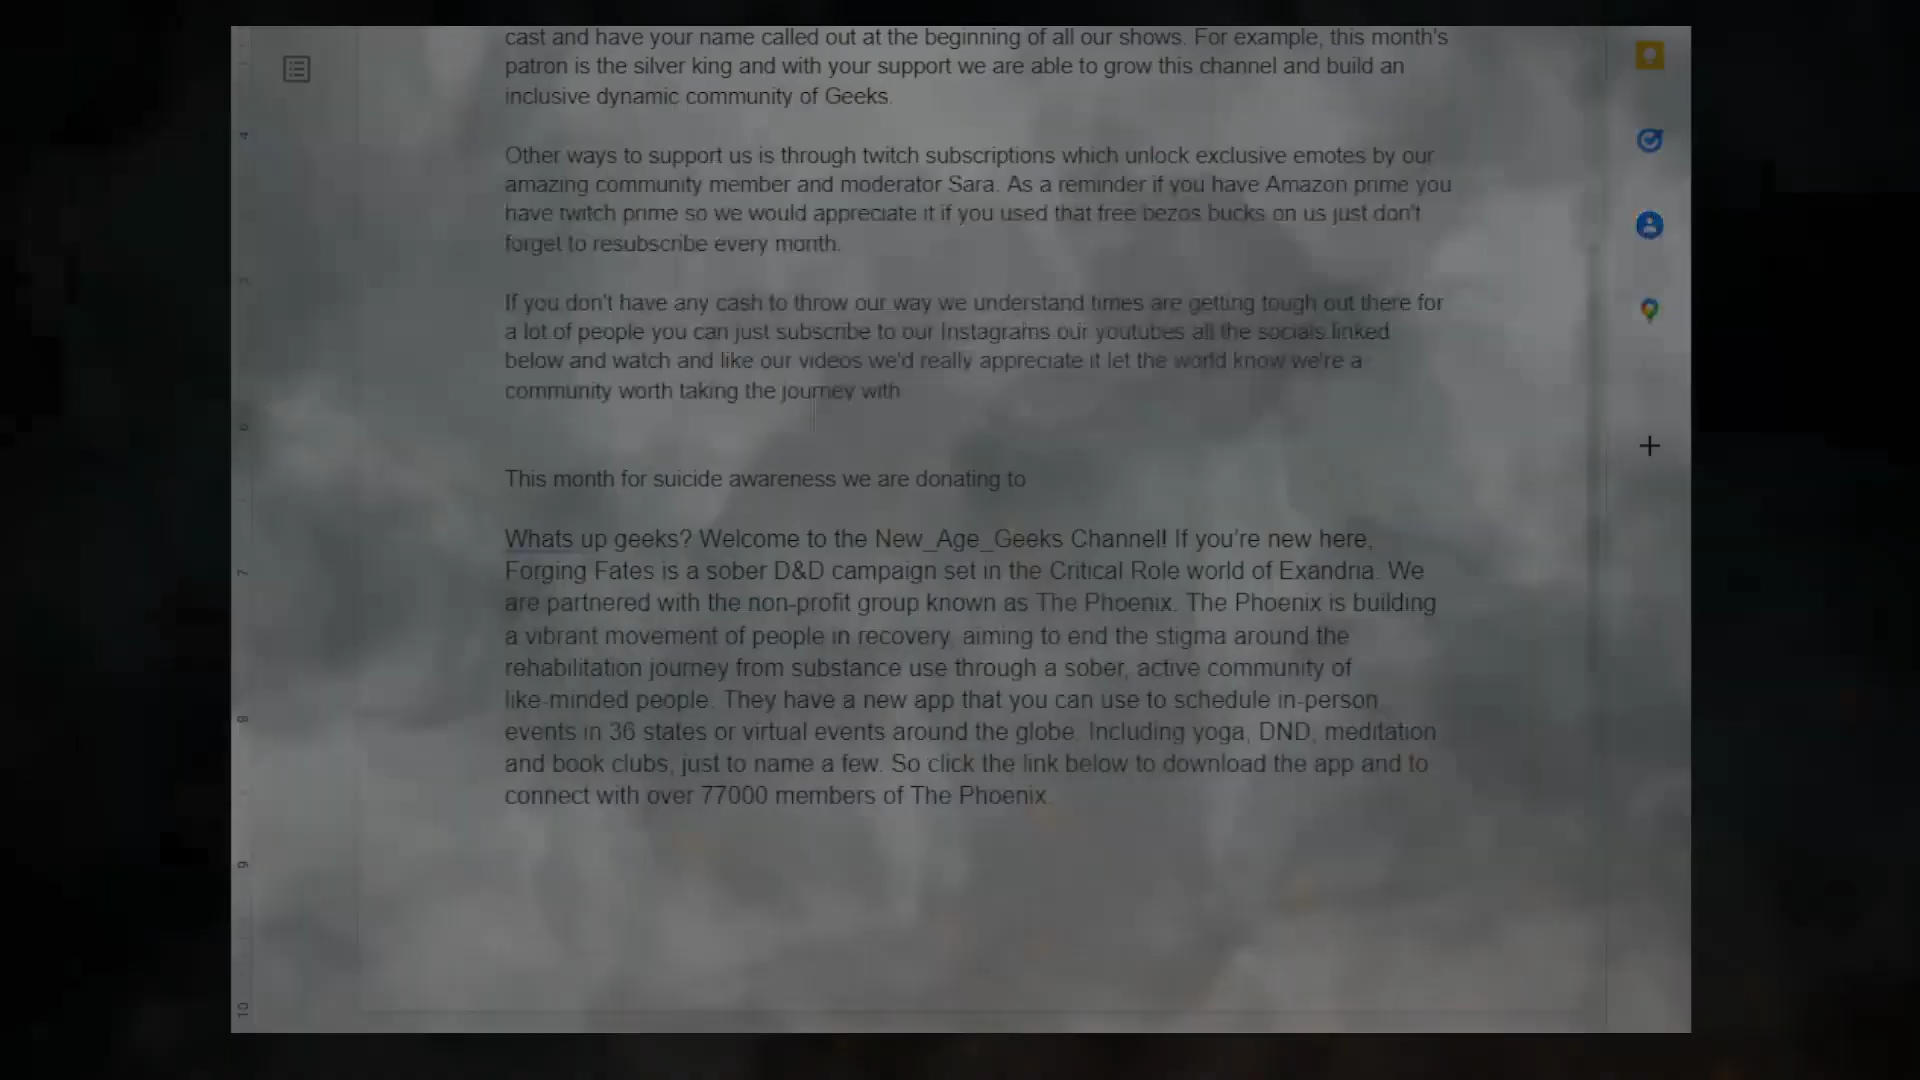 cast and have your name called out at the beginning of all our shows. For example, this month's
patron is the silver king and with your support we are able to grow this channel and build an
inclusive dynamic community of Geeks.
Other ways to support us is through twitch subscriptions which unlock exclusive emotes by our
amazing community member and moderator Sara. As a reminder if you have Amazon prime you
have twitch prime so we would appreciate it if you used that free bezos bucks on us just don't
forget to resubscribe every month.
If you don't have any cash to throw our way we understand times are getting tough out there for
a lot of people you can just subscribe to our Instagrams our youtubes all the socials linked
below and watch and like our videos we'd really appreciate it let the world know we're a
community worth taking the journey with
This month for suicide awareness we are donating to
Whats up geeks? Welcome to the New_Age_Geeks Channel! If you're new here,
Forging Fates is a sober D&D campaign set in the Critical Role world of Exandria. We
are partnered with the non-profit group known as The Phoenix. The Phoenix is building
a vibrant movement of people in recovery, aiming to end the stigma around the
rehabilitation journey from substance use through a sober, active community of
like-minded people. They have a new app that you can use to schedule in-person
events in 36 states or virtual events around the globe. Including yoga, DND, meditation
and book clubs, just to name a few. So click the link below to download the app and to
connect with over 77000 members of The Phoenix.
4
6
7
8
9
10